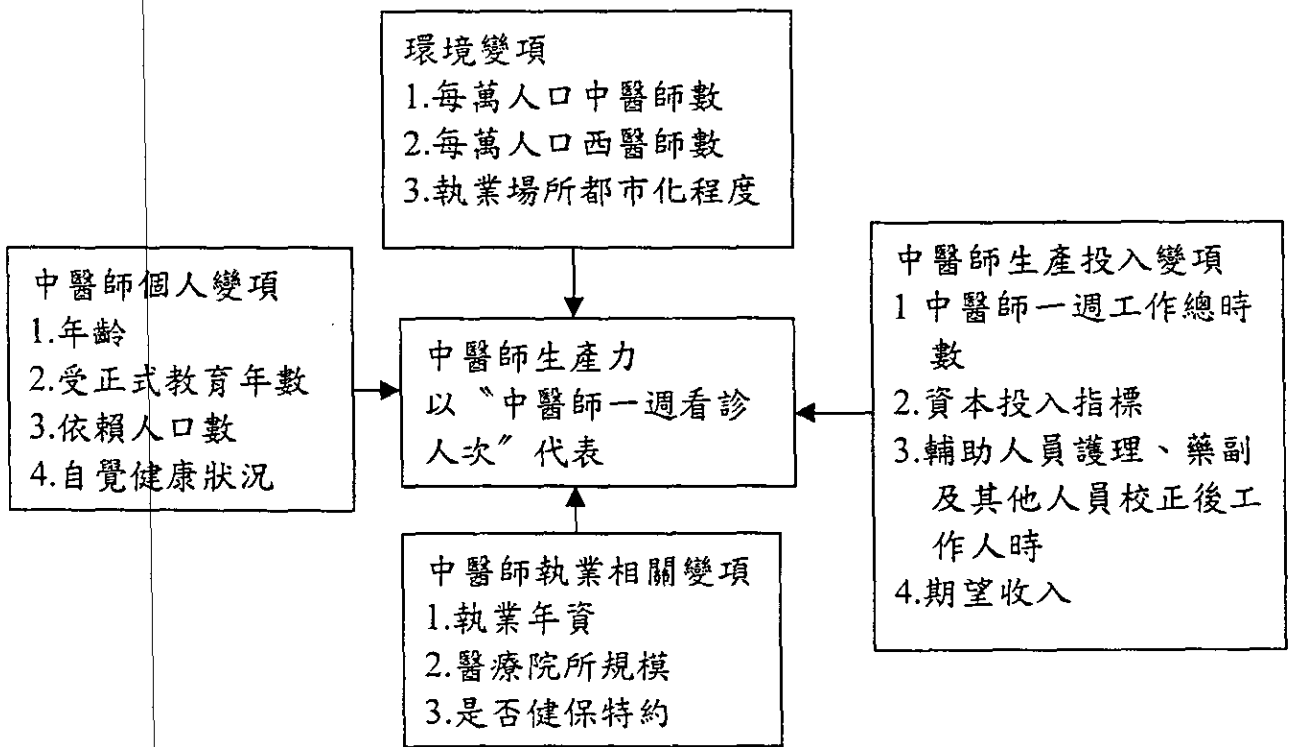 環境變項
1.每萬人口中醫師數
2.每萬人口西醫師數
3.執業場所都市化程度
中醫師個人變項
1.年齡
2.受正式教育年數
3.依賴人口數
4.自覺健康狀況
中醫師生產力
以〝中醫師一週看診
人次〞代表
中醫師生產投入變項
1 中醫師一週工作總時
數
2.資本投入指標
3.輔助人員護理、藥副
及其他人員校正後工
作人時
4.期望收入
中醫師執業相關變項
1.執業年資
2.醫療院所規模
3.是否健保特約